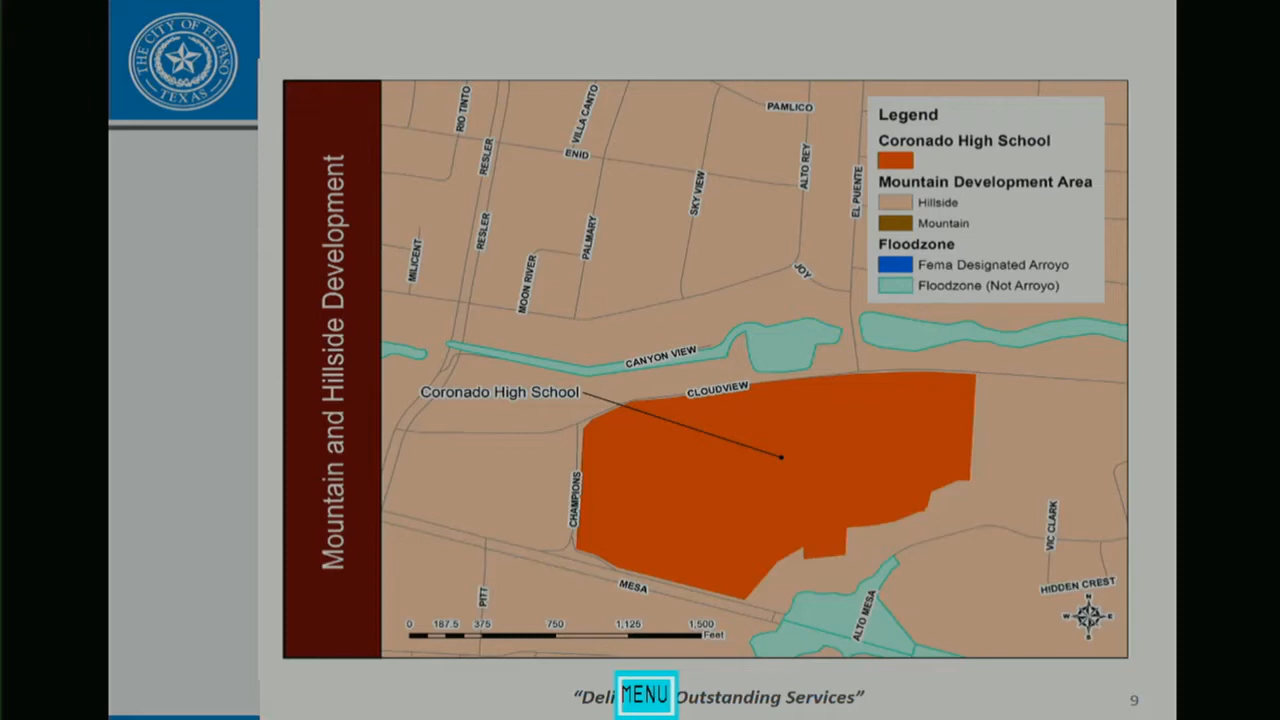 THE CITY OF EL PASO
TEXAS
Mountain and Hillside Development
RIO TINTO
RESLER
VILLA CANTO
ENID
PAMLICO
ALTO REY
SKY VIEW
EL PUENTE
MILICENT
RESLER
PALMARY
MOON RIVER
JOY
Legend
Coronado High School
Mountain Development Area
Hillside
Mountain
Floodzone
Fema Designated Arroyo
Floodzone (Not Arroyo)
CANYON VIEW
CLOUDVIEW
Coronado High School
CHAMPIONS
VIC CLARK
MESA
PITT
ALTO MESA
HIDDEN CREST
N
W E
S
0 187.5 375 750 1,125 1,500
Feet
“Deli MENU Outstanding Services”
9